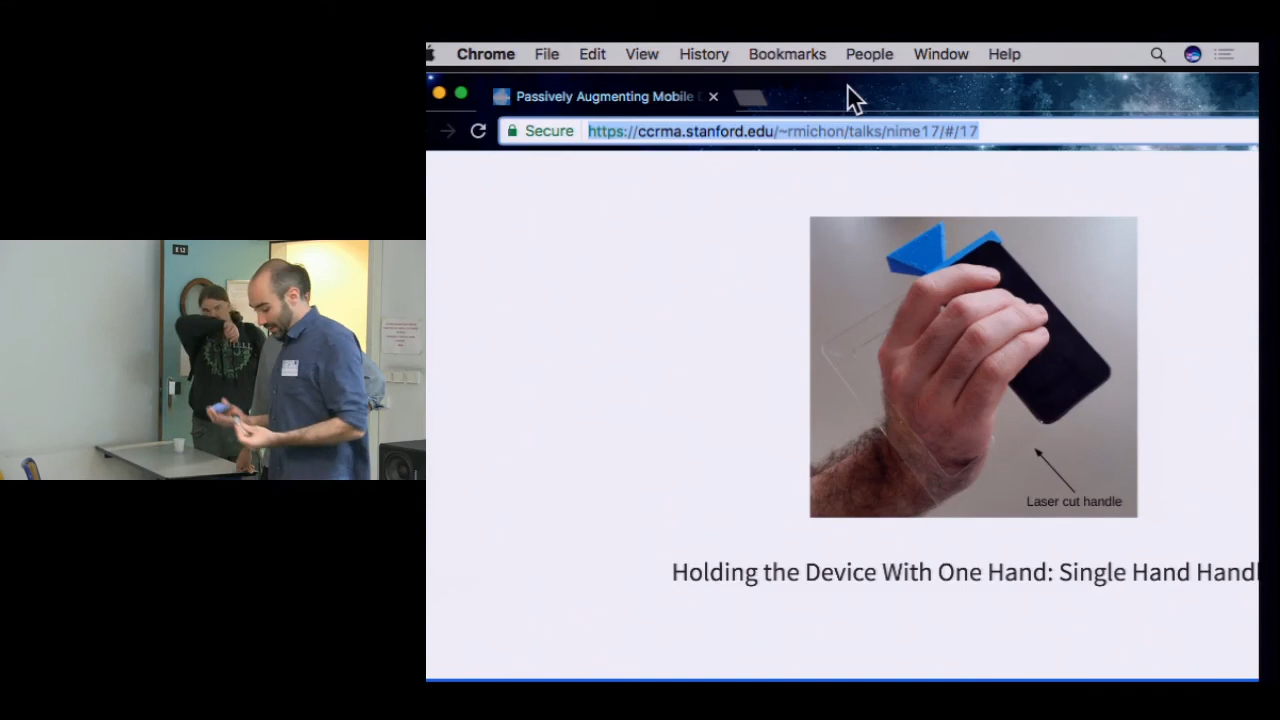 Chrome File Edit View History Bookmarks People Window Help
Passively Augmenting Mobile
Secure https://ccrma.stanford.edu/~rmichon/talks/nime17/#/17
Laser cut handle
Holding the Device With One Hand: Single Hand